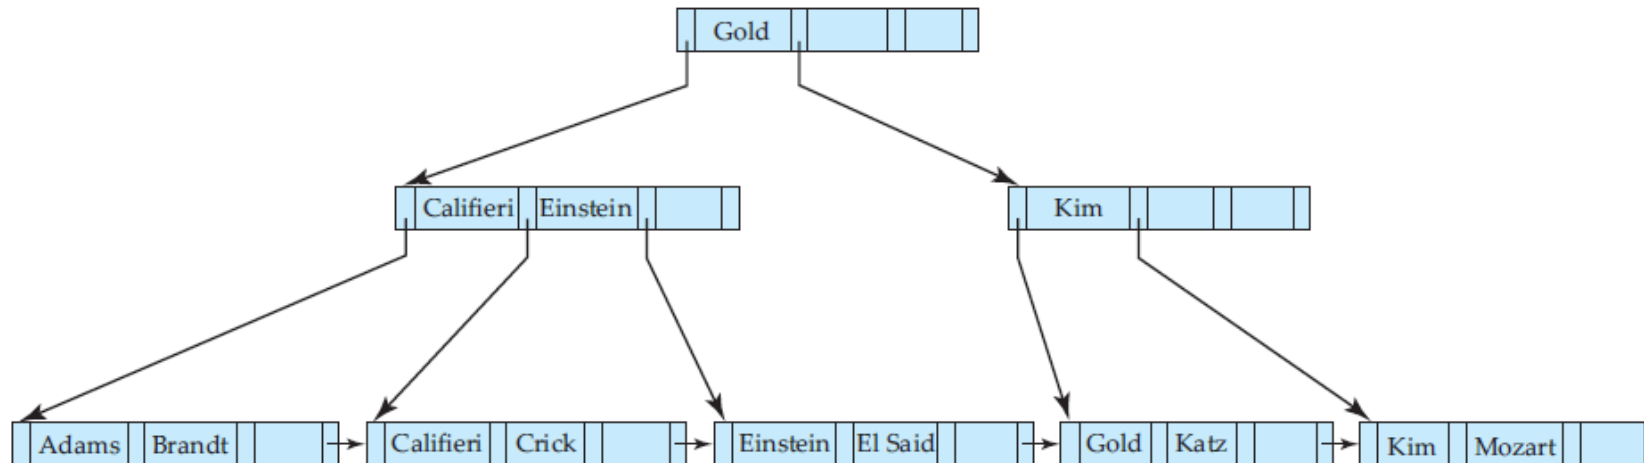 Gold
Califieri Einstein
Kim
Adams Brandt
Califieri Crick
Einstein El Said
Gold Katz
Kim Mozart